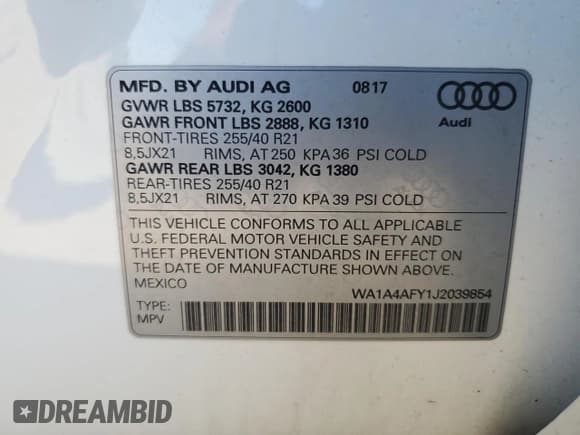 MFD. BY AUDI AG 0817
GVWR LBS 5732, KG 2600
GAWR FRONT LBS 2888, KG 1310
FRONT-TIRES 255/40 R21
8,5JX21 RIMS, AT 250 KPA 36 PSI COLD
GAWR REAR LBS 3042, KG 1380
REAR-TIRES 255/40 R21
8,5JX21 RIMS, AT 270 KPA 39 PSI COLD
Audi
THIS VEHICLE CONFORMS TO ALL APPLICABLE
U.S. FEDERAL MOTOR VEHICLE SAFETY AND
THEFT PREVENTION STANDARDS IN EFFECT ON
THE DATE OF MANUFACTURE SHOWN ABOVE.
MEXICO
WA1A4AFY1J2039854
TYPE:
MPV
DREAMBID